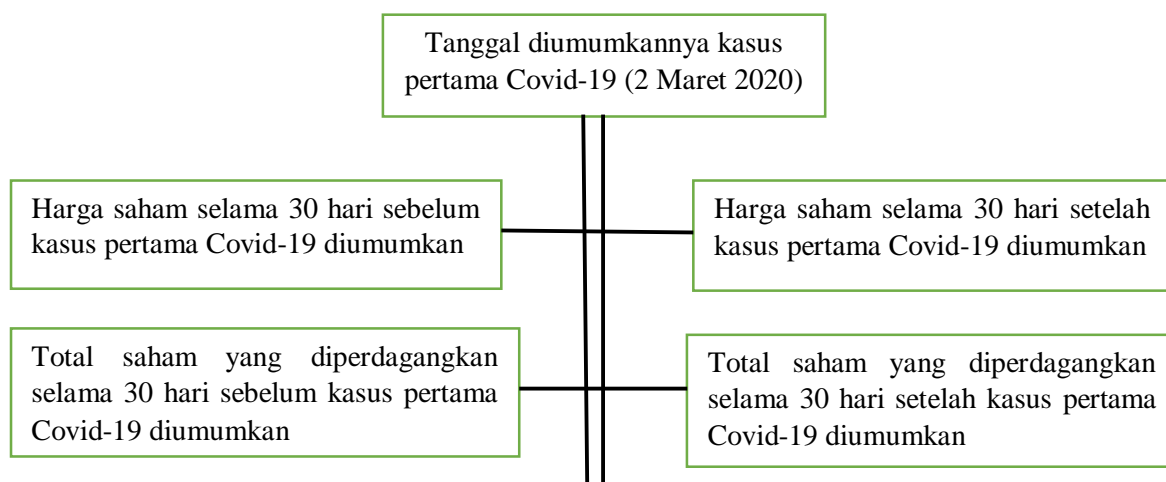 Tanggal diumumkannya kasus
pertama Covid-19 (2 Maret 2020)
Harga saham selama 30 hari sebelum
kasus pertama Covid-19 diumumkan
Harga saham selama 30 hari setelah
kasus pertama Covid-19 diumumkan
Total saham yang diperdagangkan
selama 30 hari sebelum kasus pertama
Covid-19 diumumkan
Total saham yang diperdagangkan
selama 30 hari setelah kasus pertama
Covid-19 diumumkan